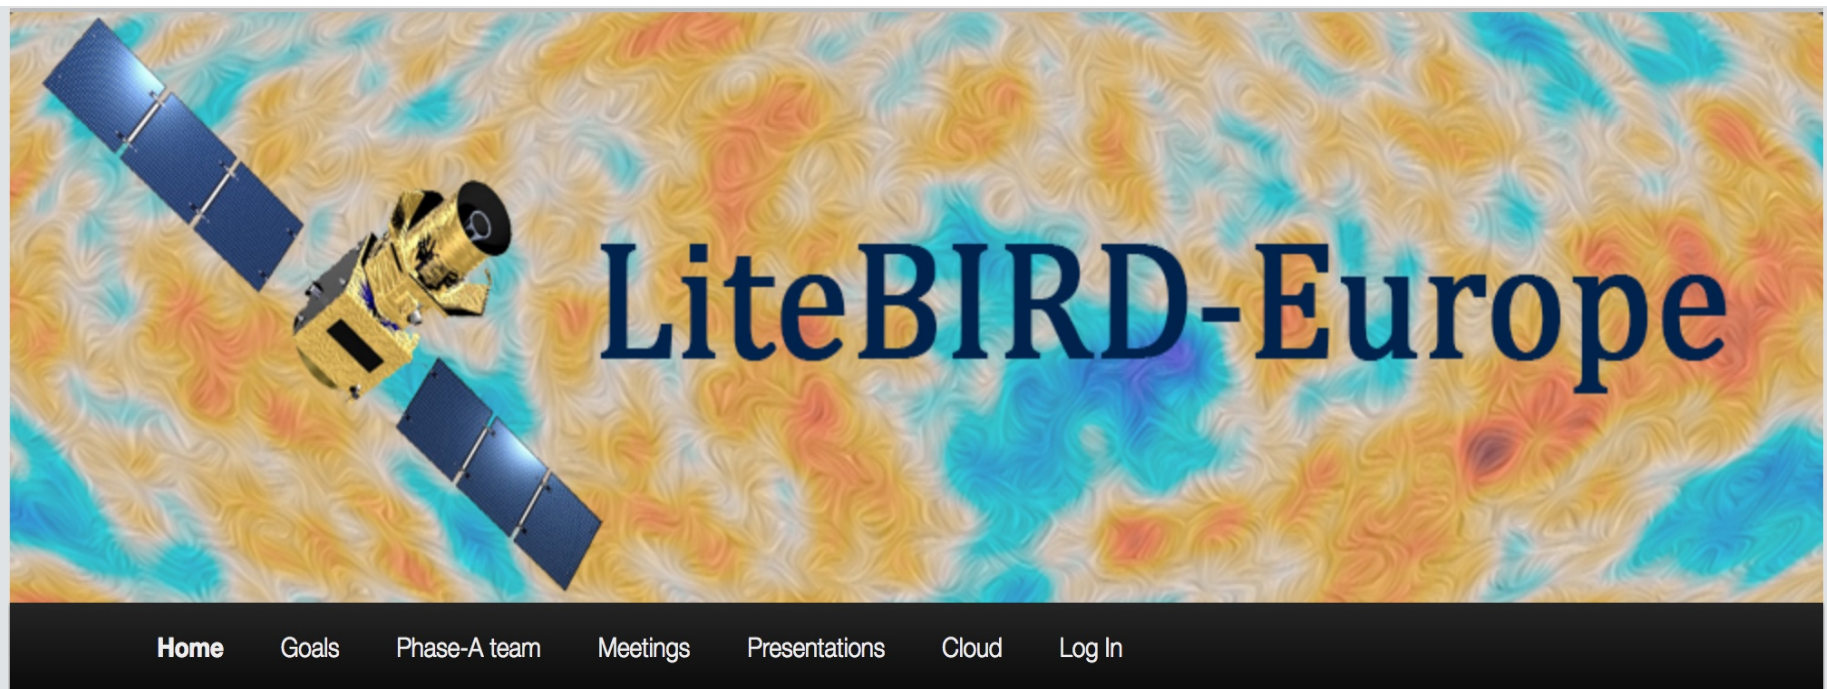 LiteBIRD-Europe
Home Goals Phase-A team Meetings Presentations Cloud Log In